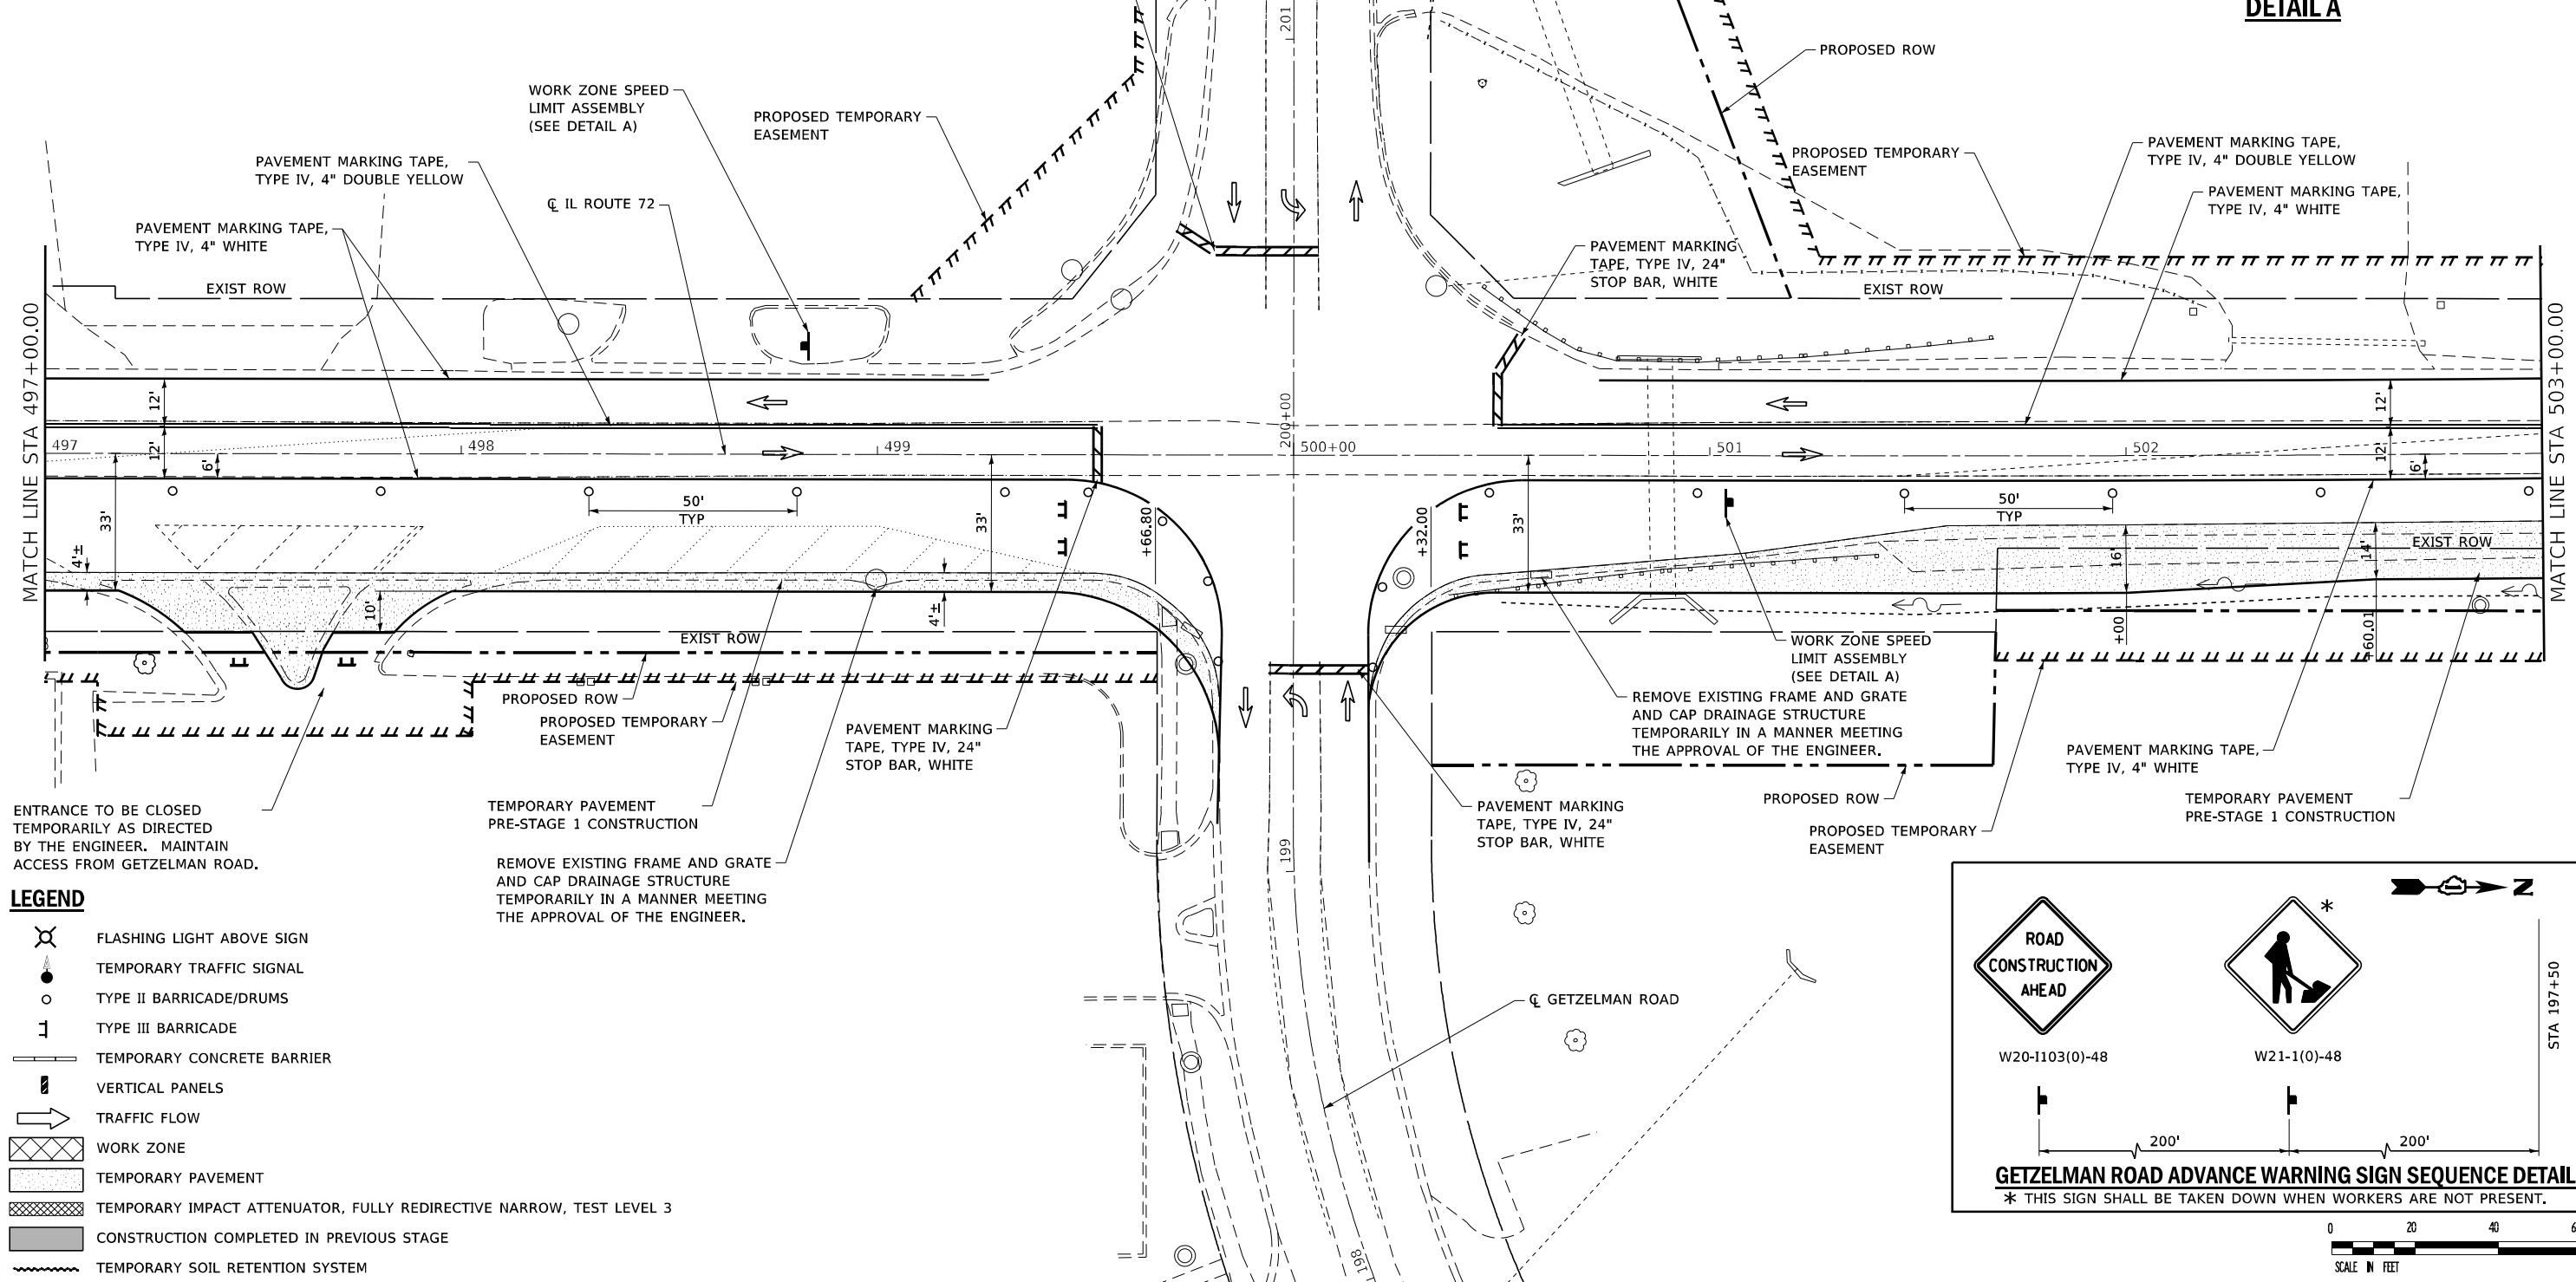 DETAIL A
201
PROPOSED ROW
WORK ZONE SPEED
LIMIT ASSEMBLY
(SEE DETAIL A)
PROPOSED TEMPORARY
EASEMENT
PAVEMENT MARKING TAPE,
TYPE IV, 4" DOUBLE YELLOW
℄ IL ROUTE 72
PAVEMENT MARKING TAPE,
TYPE IV, 4" WHITE
EXIST ROW
PROPOSED TEMPORARY
EASEMENT
PAVEMENT MARKING TAPE,
TYPE IV, 4" DOUBLE YELLOW
PAVEMENT MARKING TAPE,
TYPE IV, 4" WHITE
PAVEMENT MARKING
TAPE, TYPE IV, 24"
STOP BAR, WHITE
EXIST ROW
MATCH LINE STA 497+00.00
MATCH LINE STA 503+00.00
12'
12'
6'
33'
4'±
497
498
499
200+00
500+00
501
502
12'
12'
6'
50'
TYP
33'
+66.80
+32.00
33'
50'
TYP
10'
4'±
16'
14'
EXIST ROW
+00
+60.01
EXIST ROW
PROPOSED ROW
PROPOSED TEMPORARY
EASEMENT
PAVEMENT MARKING
TAPE, TYPE IV, 24"
STOP BAR, WHITE
WORK ZONE SPEED
LIMIT ASSEMBLY
(SEE DETAIL A)
REMOVE EXISTING FRAME AND GRATE
AND CAP DRAINAGE STRUCTURE
TEMPORARILY IN A MANNER MEETING
THE APPROVAL OF THE ENGINEER.
PAVEMENT MARKING TAPE,
TYPE IV, 4" WHITE
ENTRANCE TO BE CLOSED
TEMPORARILY AS DIRECTED
BY THE ENGINEER. MAINTAIN
ACCESS FROM GETZELMAN ROAD.
TEMPORARY PAVEMENT
PRE-STAGE 1 CONSTRUCTION
REMOVE EXISTING FRAME AND GRATE
AND CAP DRAINAGE STRUCTURE
TEMPORARILY IN A MANNER MEETING
THE APPROVAL OF THE ENGINEER.
199
PAVEMENT MARKING
TAPE, TYPE IV, 24"
STOP BAR, WHITE
PROPOSED ROW
PROPOSED TEMPORARY
EASEMENT
TEMPORARY PAVEMENT
PRE-STAGE 1 CONSTRUCTION
℄ GETZELMAN ROAD
198
LEGEND
FLASHING LIGHT ABOVE SIGN
TEMPORARY TRAFFIC SIGNAL
TYPE II BARRICADE/DRUMS
TYPE III BARRICADE
TEMPORARY CONCRETE BARRIER
VERTICAL PANELS
TRAFFIC FLOW
WORK ZONE
TEMPORARY PAVEMENT
TEMPORARY IMPACT ATTENUATOR, FULLY REDIRECTIVE NARROW, TEST LEVEL 3
CONSTRUCTION COMPLETED IN PREVIOUS STAGE
TEMPORARY SOIL RETENTION SYSTEM
N
ROAD
CONSTRUCTION
AHEAD
*
W20-I103(0)-48
W21-1(0)-48
STA 197+50
200'
200'
GETZELMAN ROAD ADVANCE WARNING SIGN SEQUENCE DETAIL
* THIS SIGN SHALL BE TAKEN DOWN WHEN WORKERS ARE NOT PRESENT.
0 20 40
SCALE IN FEET